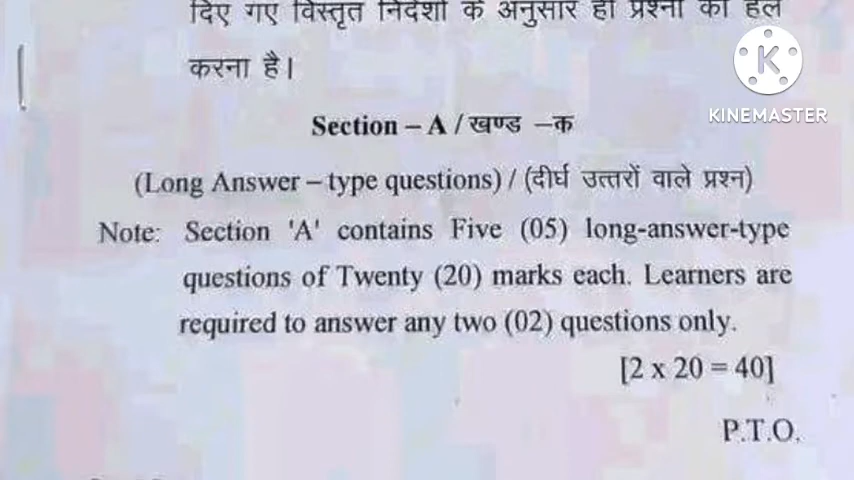 दिए गए विस्तृत निर्देशों के अनुसार ही प्रश्नों को हल
करना है।
KINEMASTER
Section – A / खण्ड –क
(Long Answer – type questions) / (दीर्घ उत्तरों वाले प्रश्न)
Note: Section 'A' contains Five (05) long-answer-type
questions of Twenty (20) marks each. Learners are
required to answer any two (02) questions only.
[2 x 20 = 40]
P.T.O.